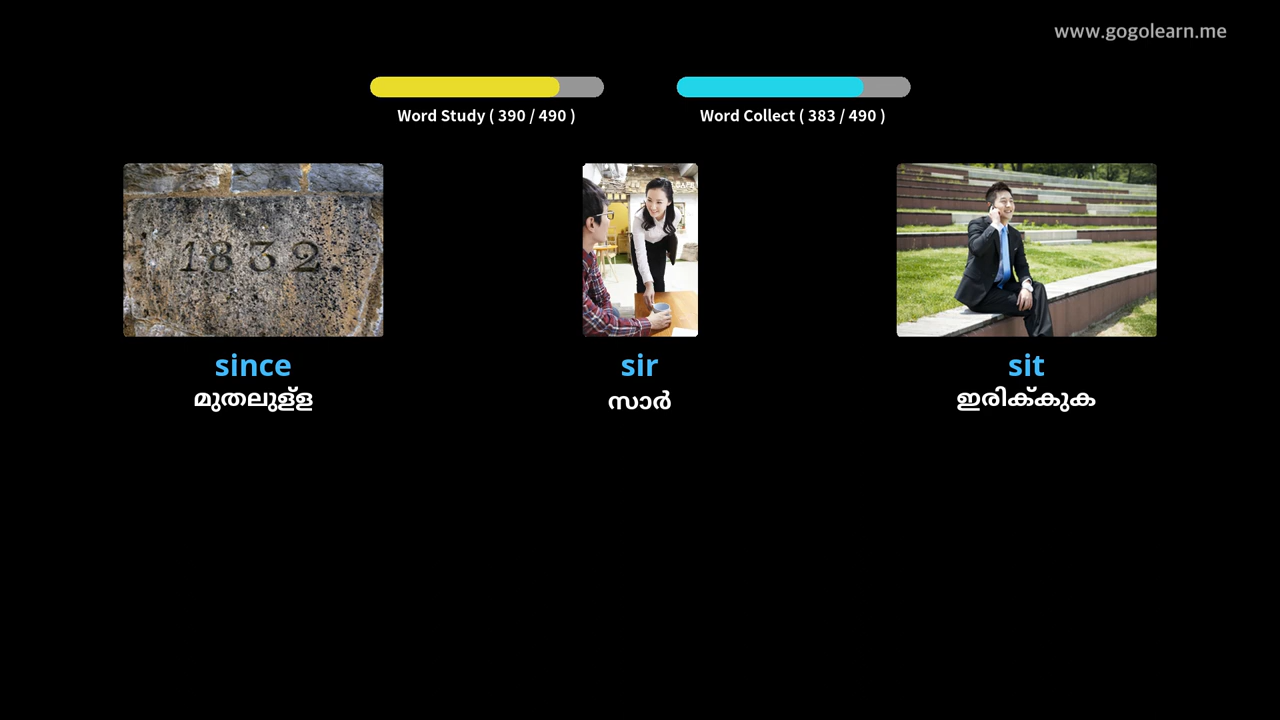 www.gogolearn.me
Word Study ( 390 / 490 )
Word Collect ( 383 / 490 )
1832.
since
sir
sit
മുതലുള്ള
സാർ
ഇരിക്കുക